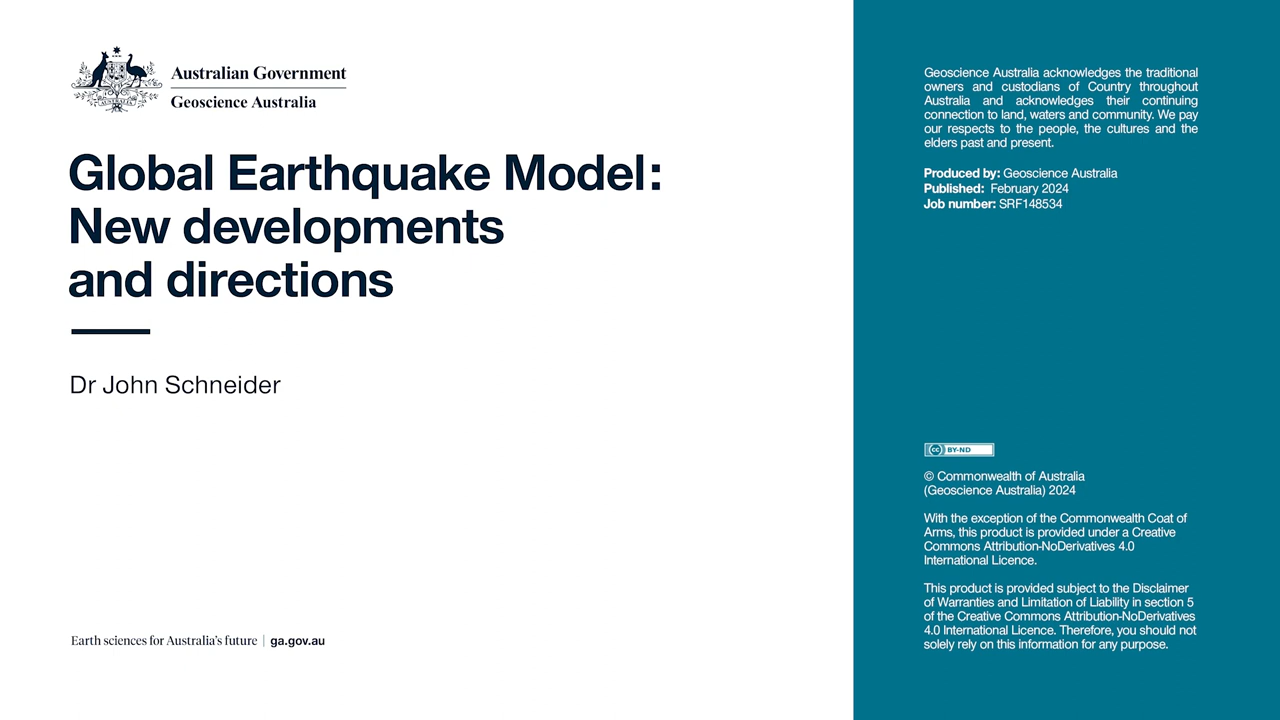 Australian Government
Geoscience Australia
Global Earthquake Model:
New developments
and directions
Dr John Schneider
Earth sciences for Australia's future | ga.gov.au
Geoscience Australia acknowledges the traditional
owners and custodians of Country throughout
Australia and acknowledges their continuing
connection to land, waters and community. We pay
our respects to the people, the cultures and the
elders past and present.
Produced by: Geoscience Australia
Published: February 2024
Job number: SRF148534
cc BY-ND
© Commonwealth of Australia
(Geoscience Australia) 2024
With the exception of the Commonwealth Coat of
Arms, this product is provided under a Creative
Commons Attribution-NoDerivatives 4.0
International Licence.
This product is provided subject to the Disclaimer
of Warranties and Limitation of Liability in section 5
of the Creative Commons Attribution-NoDerivatives
4.0 International Licence. Therefore, you should not
solely rely on this information for any purpose.